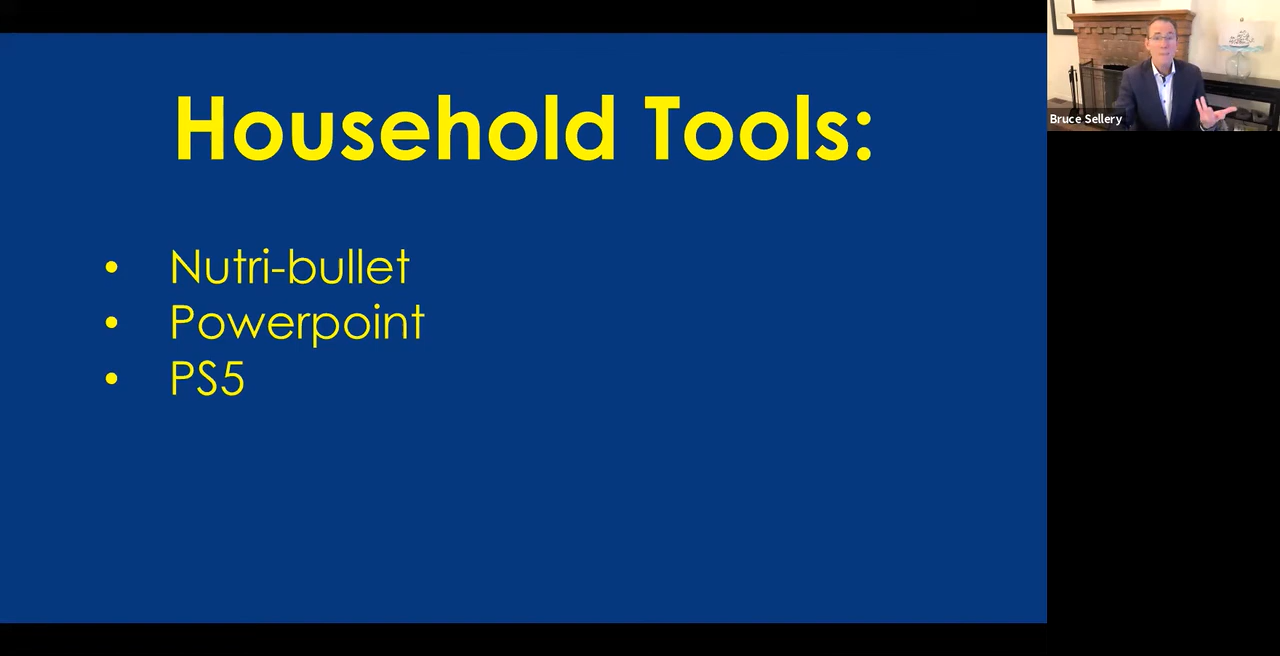 Household Tools:
• Nutri-bullet
• Powerpoint
• PS5
Bruce Sellery